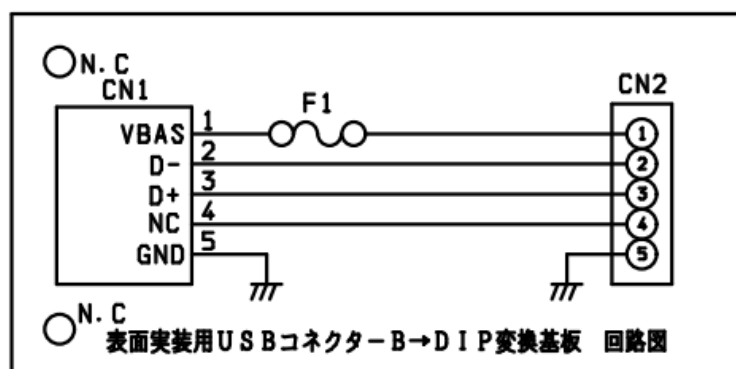 N.C
CN1
F1
CN2
VBAS 1
D- 2
D+ 3
NC 4
GND 5
1
2
3
4
5
N.C
表面実装用USBコネクターB→DIP変換基板 回路図